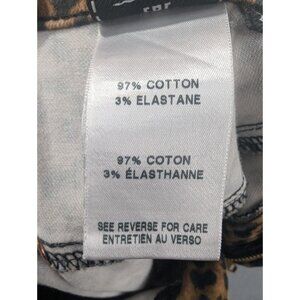 97% COTTON
3% ELASTANE
97% COTON
3% ÉLASTHANNE
SEE REVERSE FOR CARE
ENTRETIEN AU VERSO